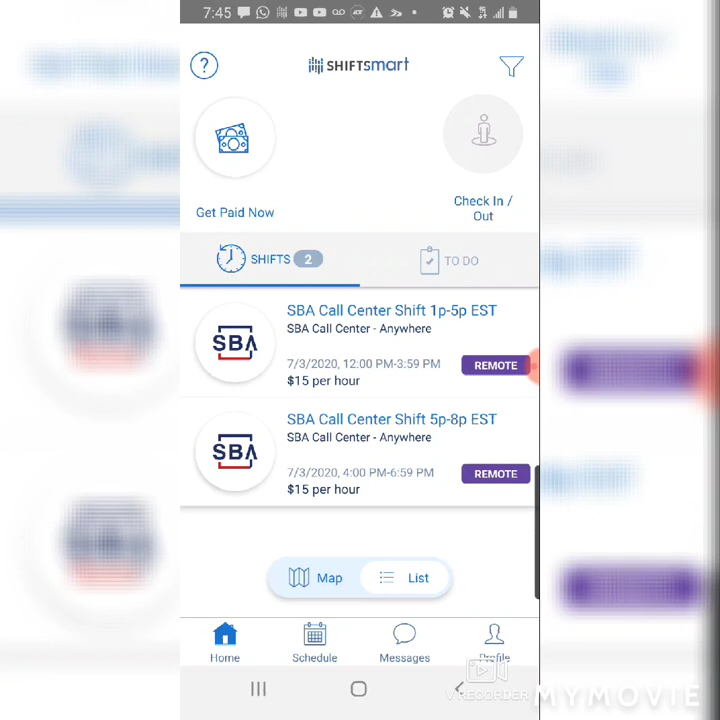 7:45
?
SHIFTSMART
Get Paid Now
Check In /
Out
SHIFTS 2
TO DO
SBA Call Center Shift 1p-5p EST
SBA Call Center - Anywhere
7/3/2020, 12:00 PM-3:59 PM
REMOTE
$15 per hour
SBA
SBA Call Center Shift 5p-8p EST
SBA Call Center - Anywhere
7/3/2020, 4:00 PM-6:59 PM
REMOTE
$15 per hour
SBA
Map
List
Home
Schedule
Messages
Profile
VRECORDER
MYMOVIE